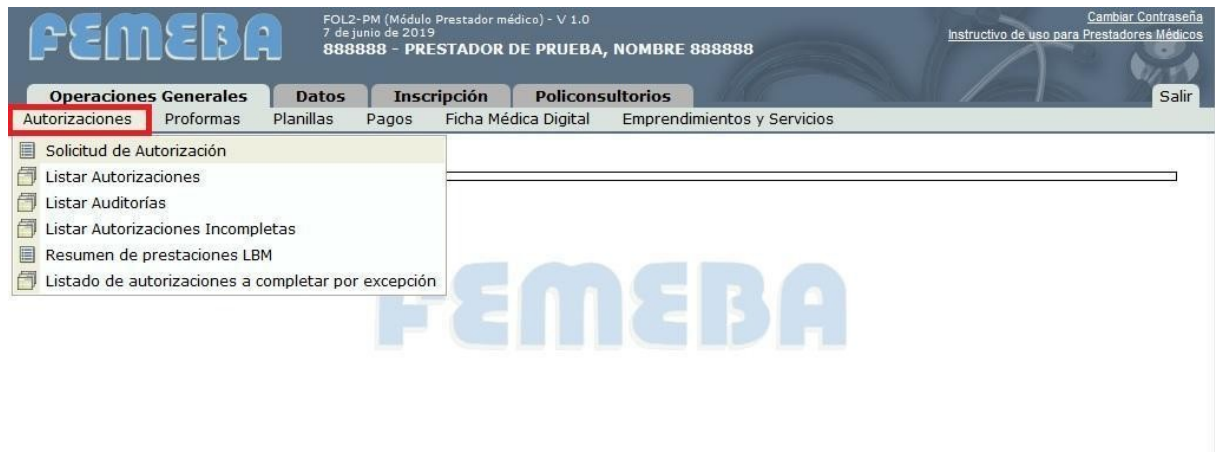 FEMEBA
FOL2-PM (Módulo Prestador médico) - V 1.0
7 de junio de 2019
888888 - PRESTADOR DE PRUEBA, NOMBRE 888888
Cambiar Contraseña
Instructivo de uso para Prestadores Médicos
Operaciones Generales Datos Inscripción Policonsultorios Salir
Autorizaciones Proformas Planillas Pagos Ficha Médica Digital Emprendimientos y Servicios
Solicitud de Autorización
Listar Autorizaciones
Listar Auditorías
Listar Autorizaciones Incompletas
Resumen de prestaciones LBM
Listado de autorizaciones a completar por excepción
FEMEBA